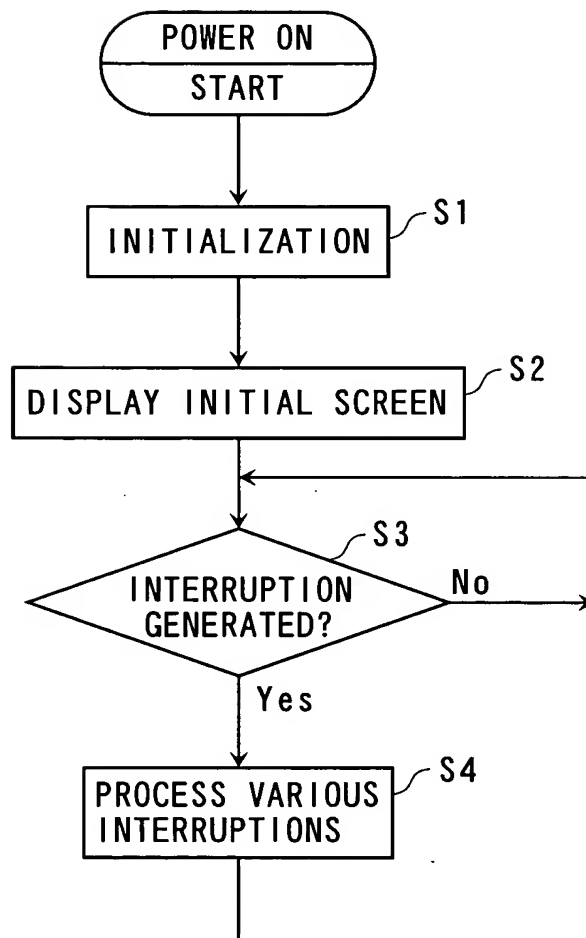 POWER ON
START
INITIALIZATION
S1
DISPLAY INITIAL SCREEN
S2
S3
INTERRUPTION
GENERATED?
No
Yes
S4
PROCESS VARIOUS
INTERRUPTIONS